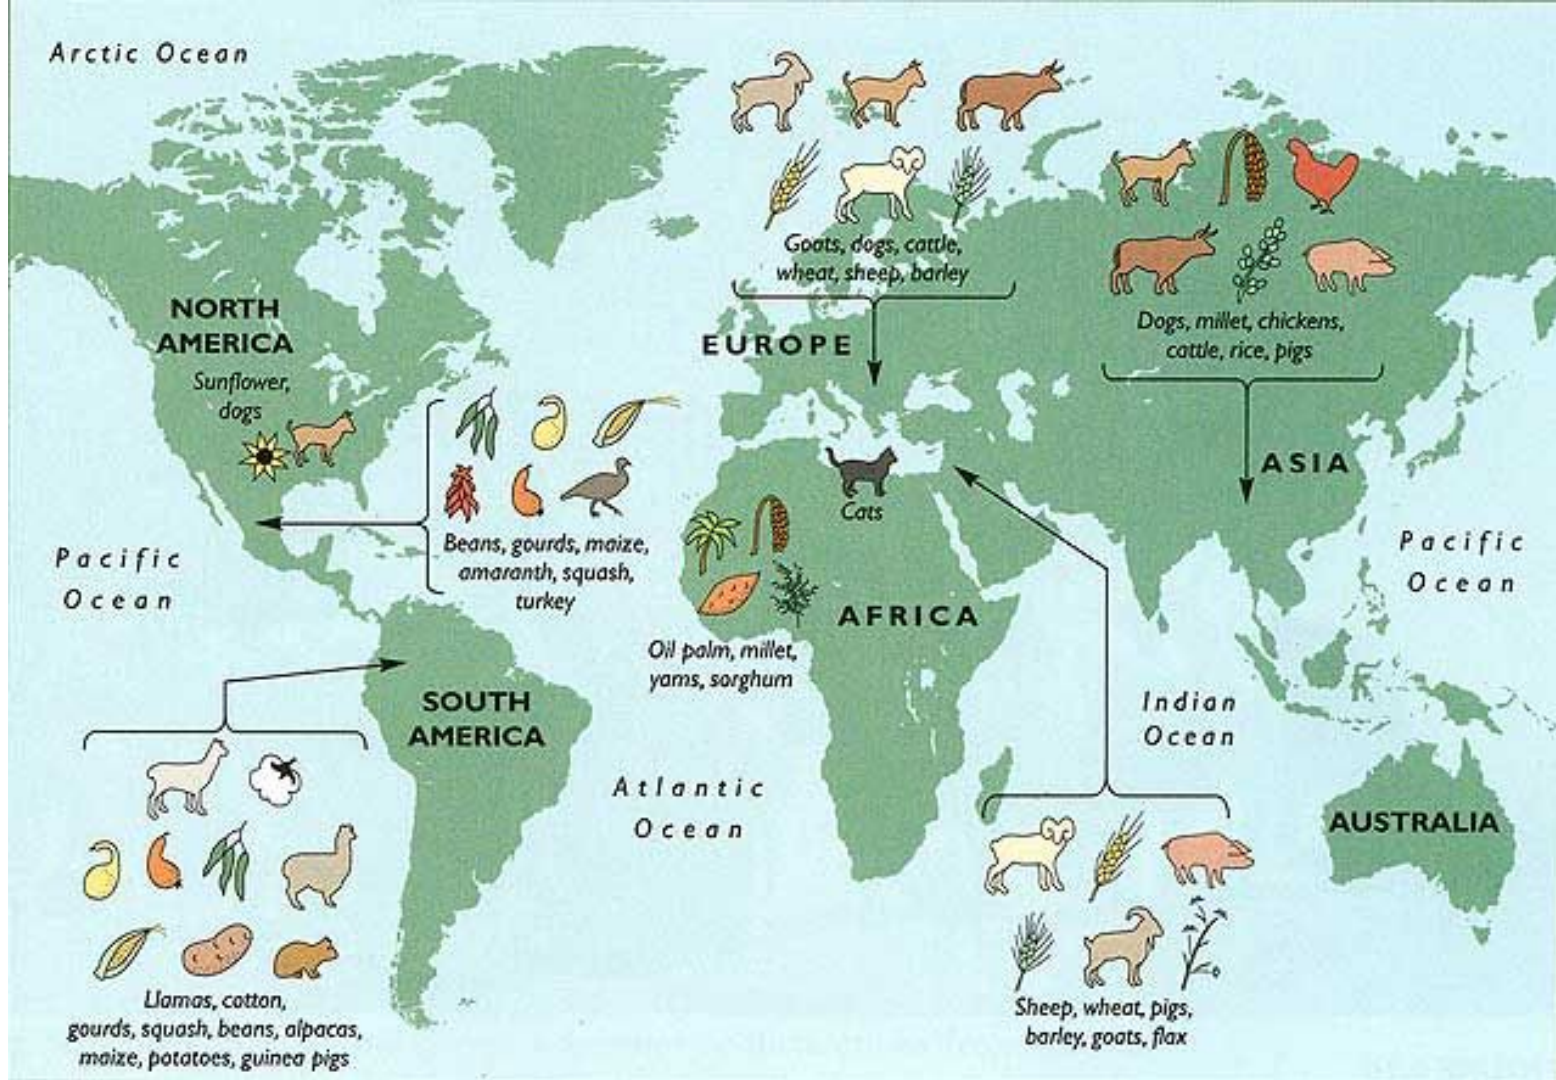 Arctic Ocean
Goats, dogs, cattle,
wheat, sheep, barley
Dogs, millet, chickens,
cattle, rice, pigs
NORTH
AMERICA
Sunflower,
dogs
EUROPE
ASIA
Cats
Beans, gourds, maize,
amaranth, squash,
turkey
Pacific
Ocean
Pacific
Ocean
AFRICA
Oil palm, millet,
yams, sorghum
SOUTH
AMERICA
Indian
Ocean
Atlantic
Ocean
AUSTRALIA
Llamas, cotton,
gourds, squash, beans, alpacas,
maize, potatoes, guinea pigs
Sheep, wheat, pigs,
barley, goats, flax